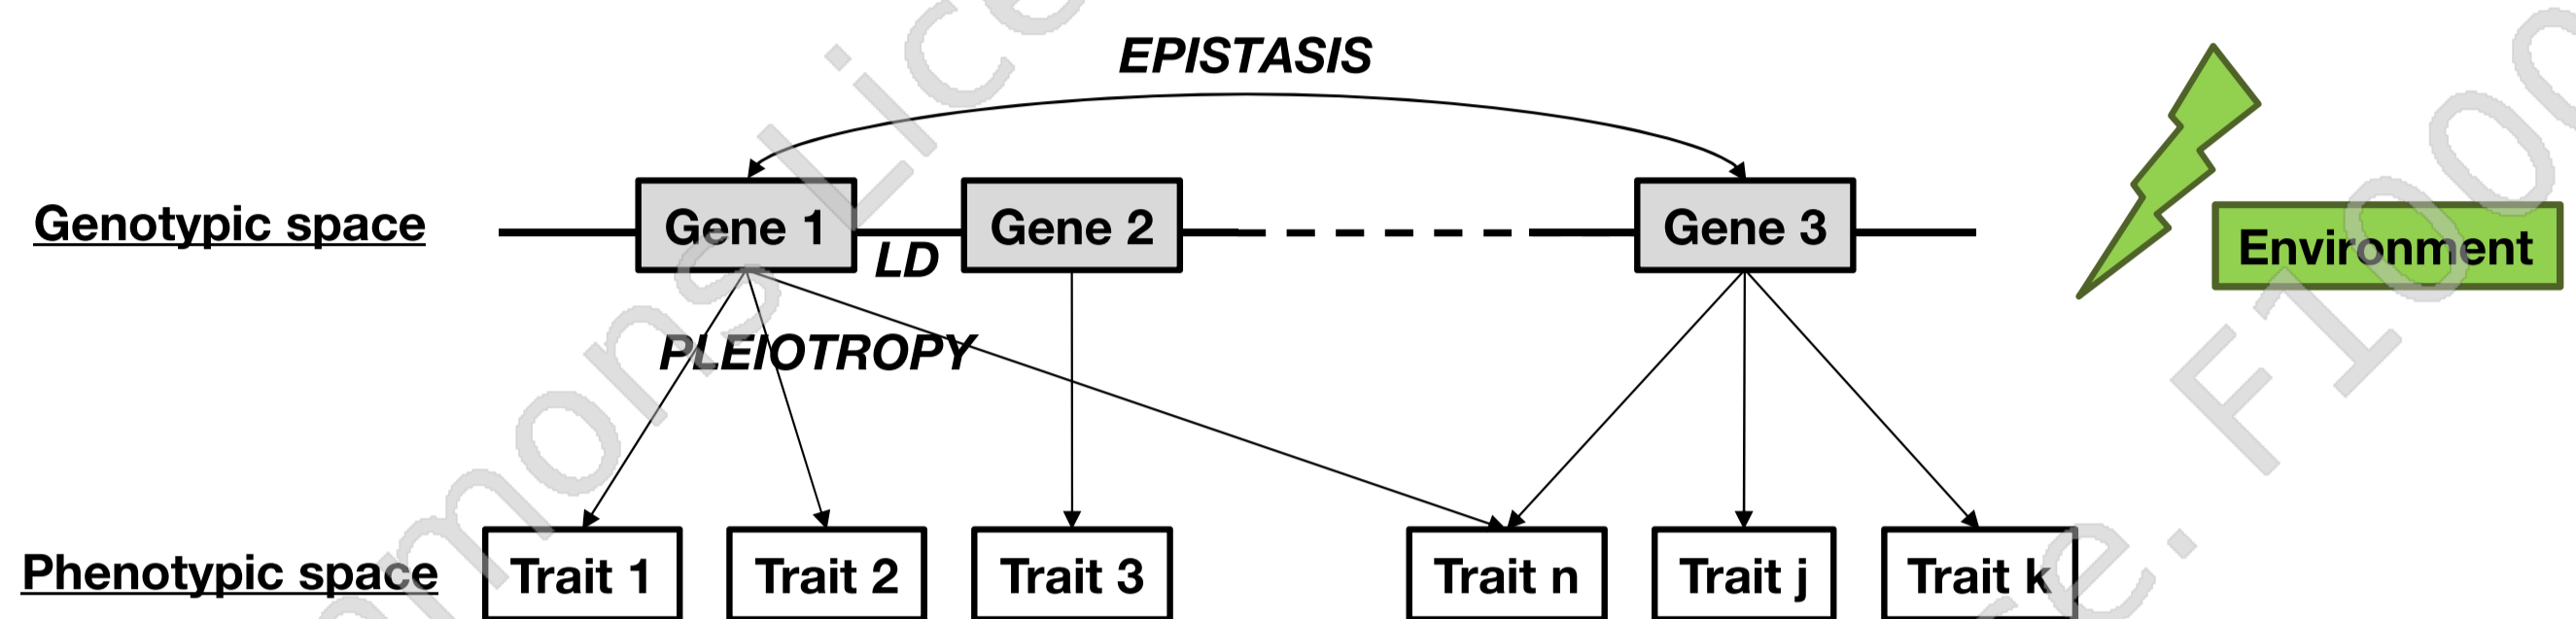 EPISTASIS
Genotypic space
Gene 1
Gene 2
Gene 3
Environment
LD
PLEIOTROPY
Phenotypic space
Trait 1
Trait 2
Trait 3
Trait n
Trait j
Trait k